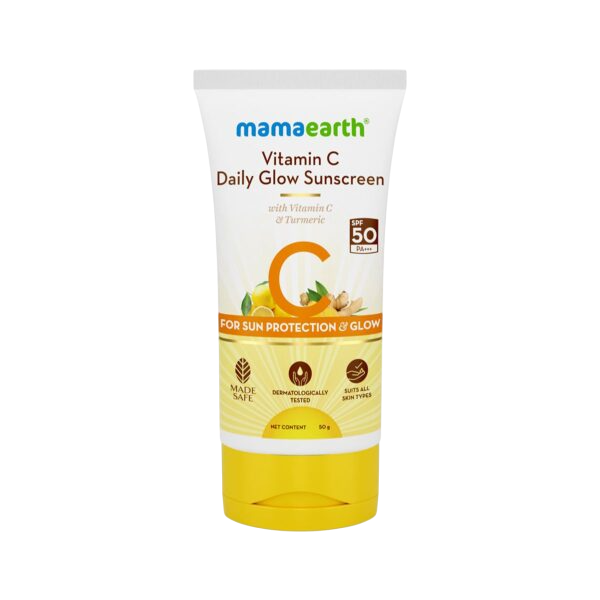 mamaearth®
Vitamin C
Daily Glow Sunscreen
with Vitamin C
& Turmeric
SPF
50
PA+++
C
FOR SUN PROTECTION & GLOW
MADE
SAFE
DERMATOLOGICALLY
TESTED
SUITS ALL
SKIN TYPES
NET CONTENT 50 g